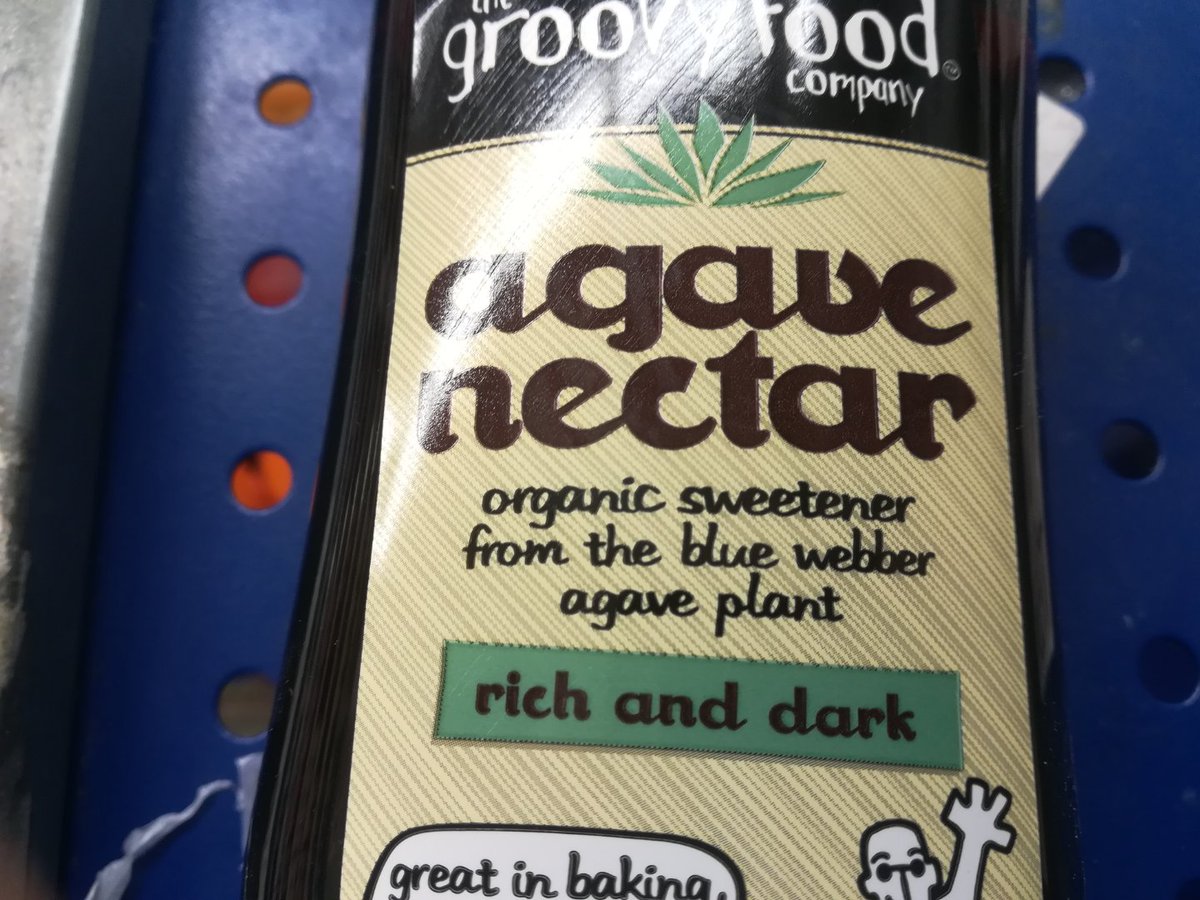 the
groovy food
company
TM
agave
nectar
organic sweetener
from the blue webber
agave plant
rich and dark
great in baking,